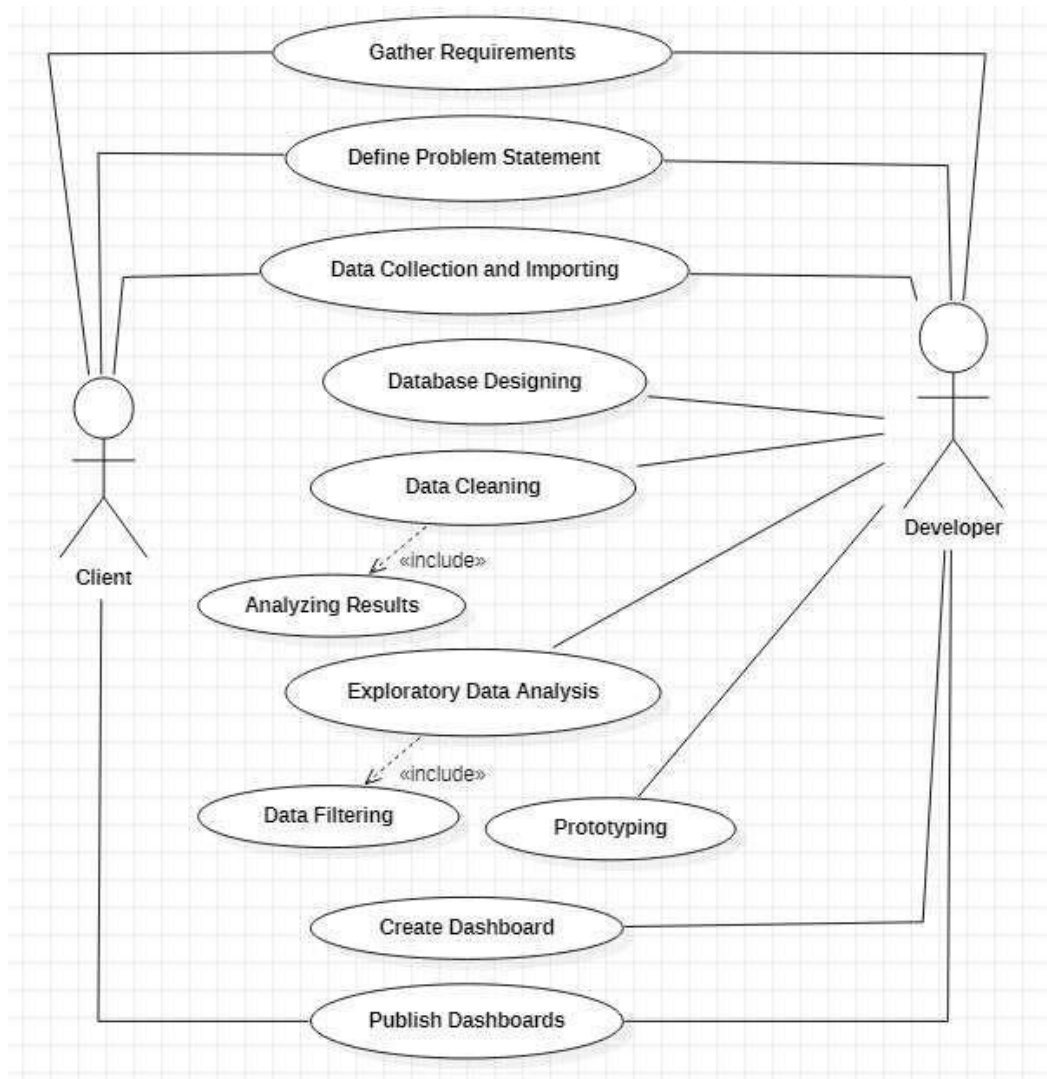 Gather Requirements
Define Problem Statement
Data Collection and Importing
Database Designing
Data Cleaning
Developer
«include»
Client
Analyzing Results
Exploratory Data Analysis
«include»
Data Filtering
Prototyping
Create Dashboard
Publish Dashboards